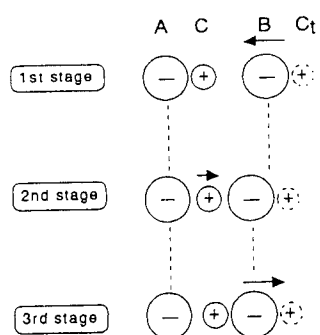 A C B Ct
1st stage − + − +
2nd stage − + − +
3rd stage − + − +